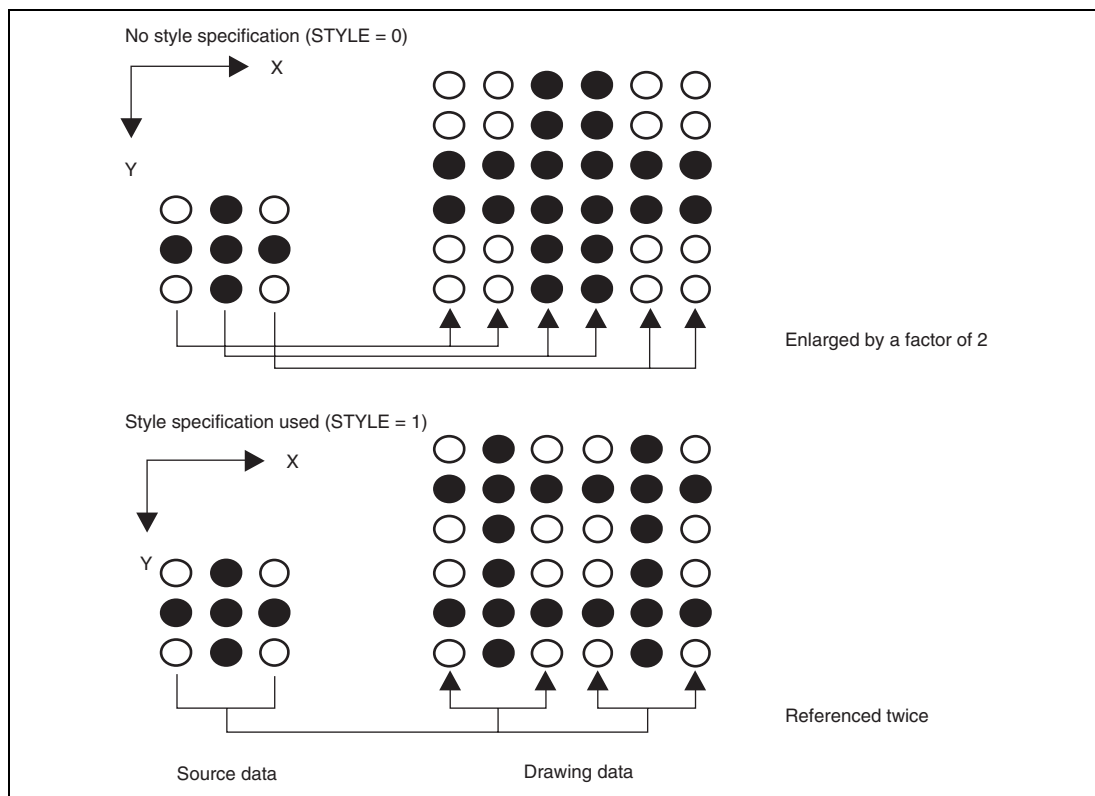 No style specification (STYLE = 0)
X
Y
Enlarged by a factor of 2
Style specification used (STYLE = 1)
X
Y
Referenced twice
Source data
Drawing data